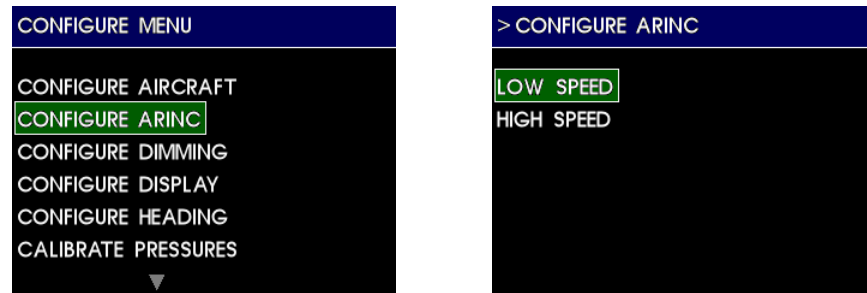 CONFIGURE MENU
CONFIGURE AIRCRAFT
CONFIGURE ARINC
CONFIGURE DIMMING
CONFIGURE DISPLAY
CONFIGURE HEADING
CALIBRATE PRESSURES
> CONFIGURE ARINC
LOW SPEED
HIGH SPEED